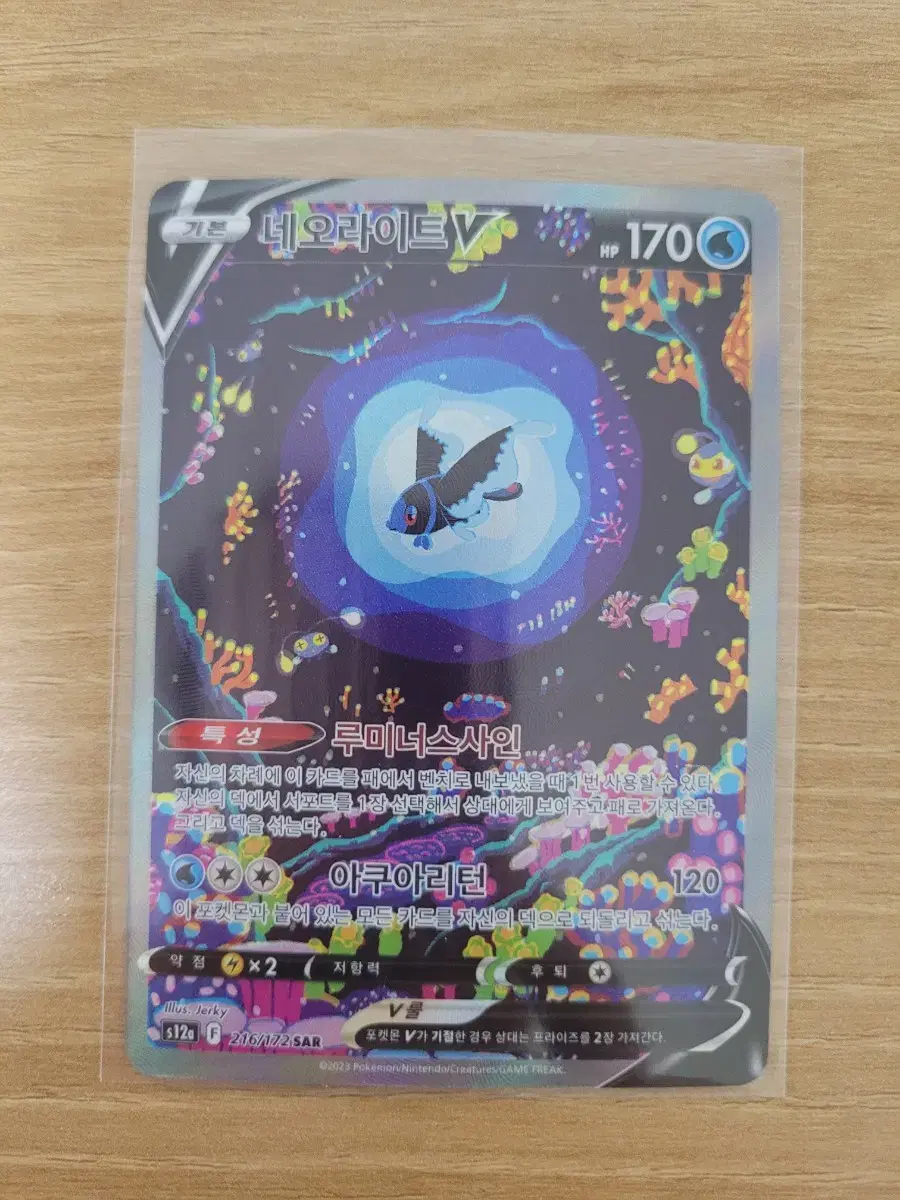 기본 네오라이트V HP 170
특성 루미너스사인
자신의 차례에 이 카드를 패에서 벤치로 내보냈을 때 1번 사용할 수 있다.
자신의 덱에서 서포트를 1장 선택해서 상대에게 보여주고 패로 가져온다.
그리고 덱을 섞는다.
아쿠아리턴 120
이 포켓몬과 붙어 있는 모든 카드를 자신의 덱으로 되돌리고 섞는다.
약점 ×2 저항력 후퇴
Illus. Jerky
V룰
s12a F 216/172 SAR
포켓몬 V가 기절한 경우 상대는 프라이즈를 2장 가져간다.
©2023 Pokémon/Nintendo/Creatures/GAME FREAK.